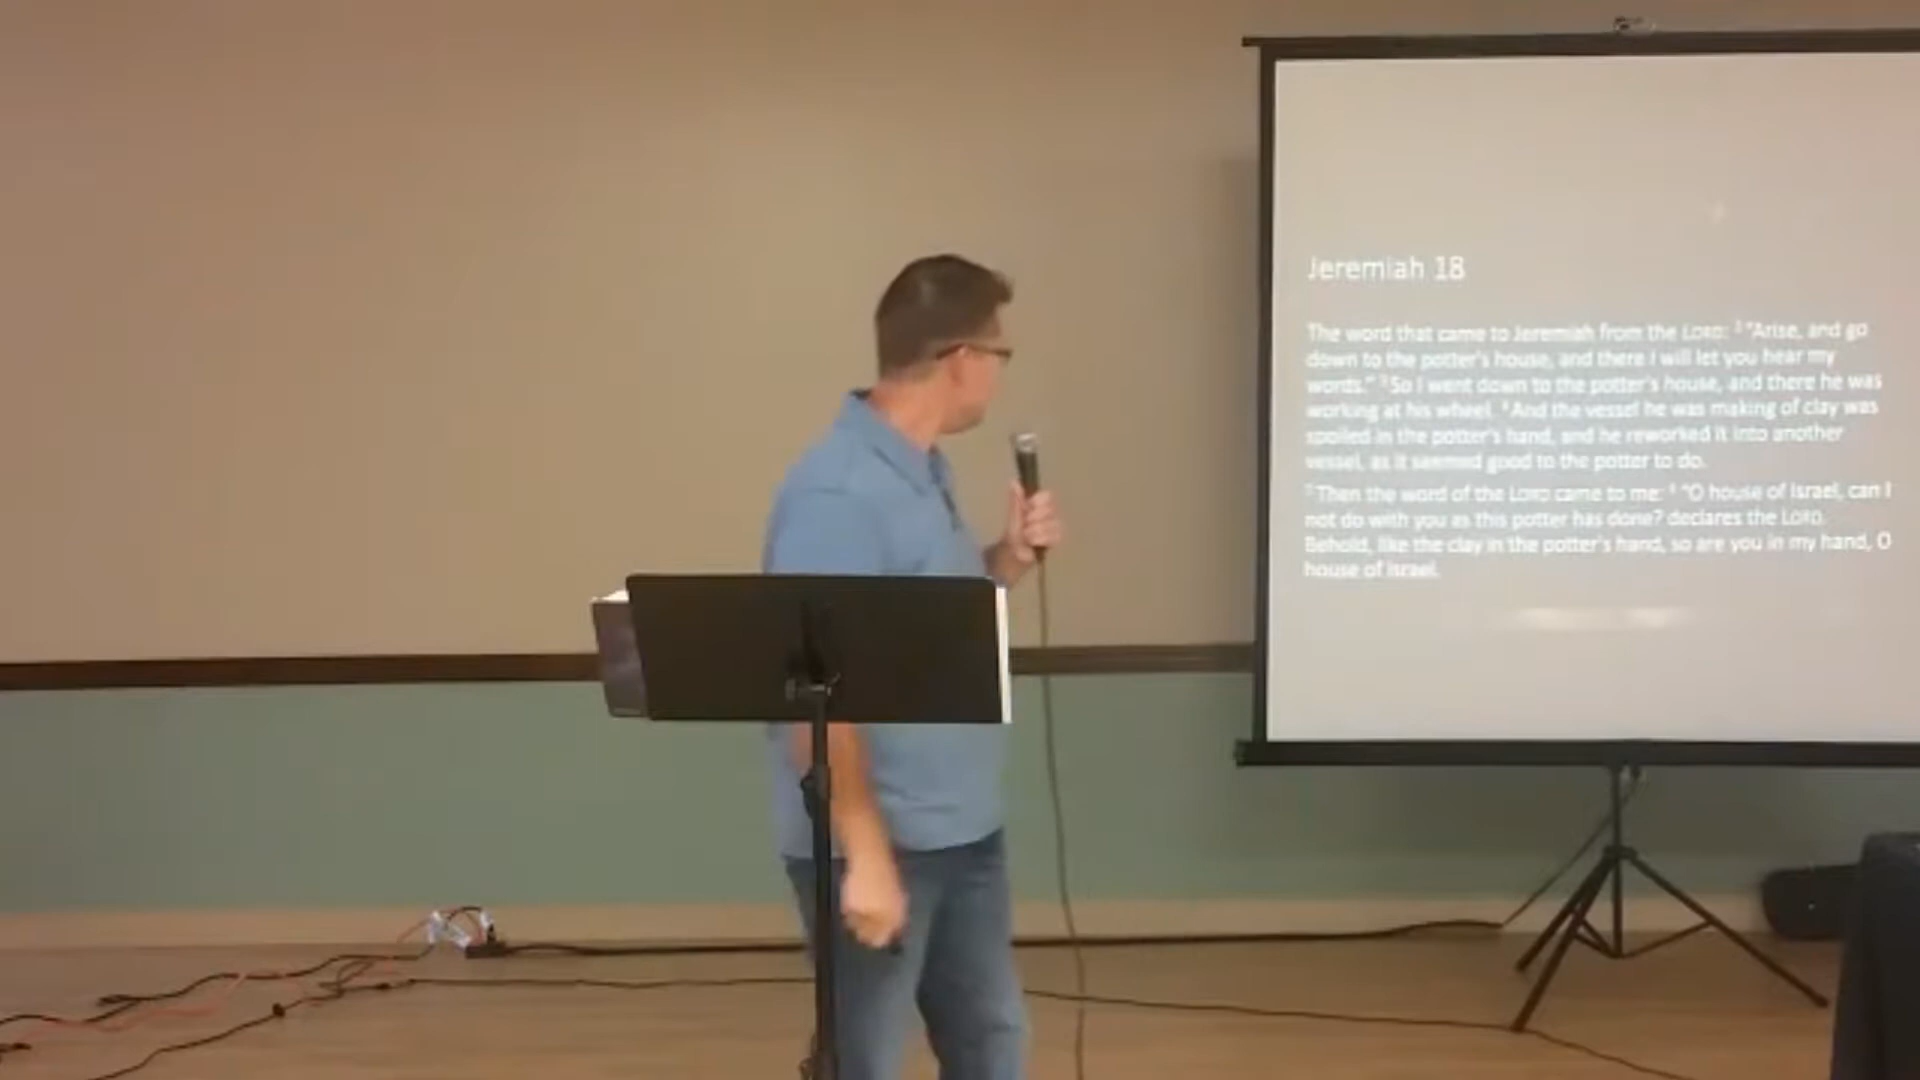 Jeremiah 18
The word that came to Jeremiah from the LORD: 2 "Arise, and go
down to the potter's house, and there I will let you hear my
words." 3 So I went down to the potter's house, and there he was
working at his wheel. 4 And the vessel he was making of clay was
spoiled in the potter's hand, and he reworked it into another
vessel, as it seemed good to the potter to do.
5 Then the word of the LORD came to me: 6 "O house of Israel, can I
not do with you as this potter has done? declares the LORD.
Behold, like the clay in the potter's hand, so are you in my hand, O
house of Israel.